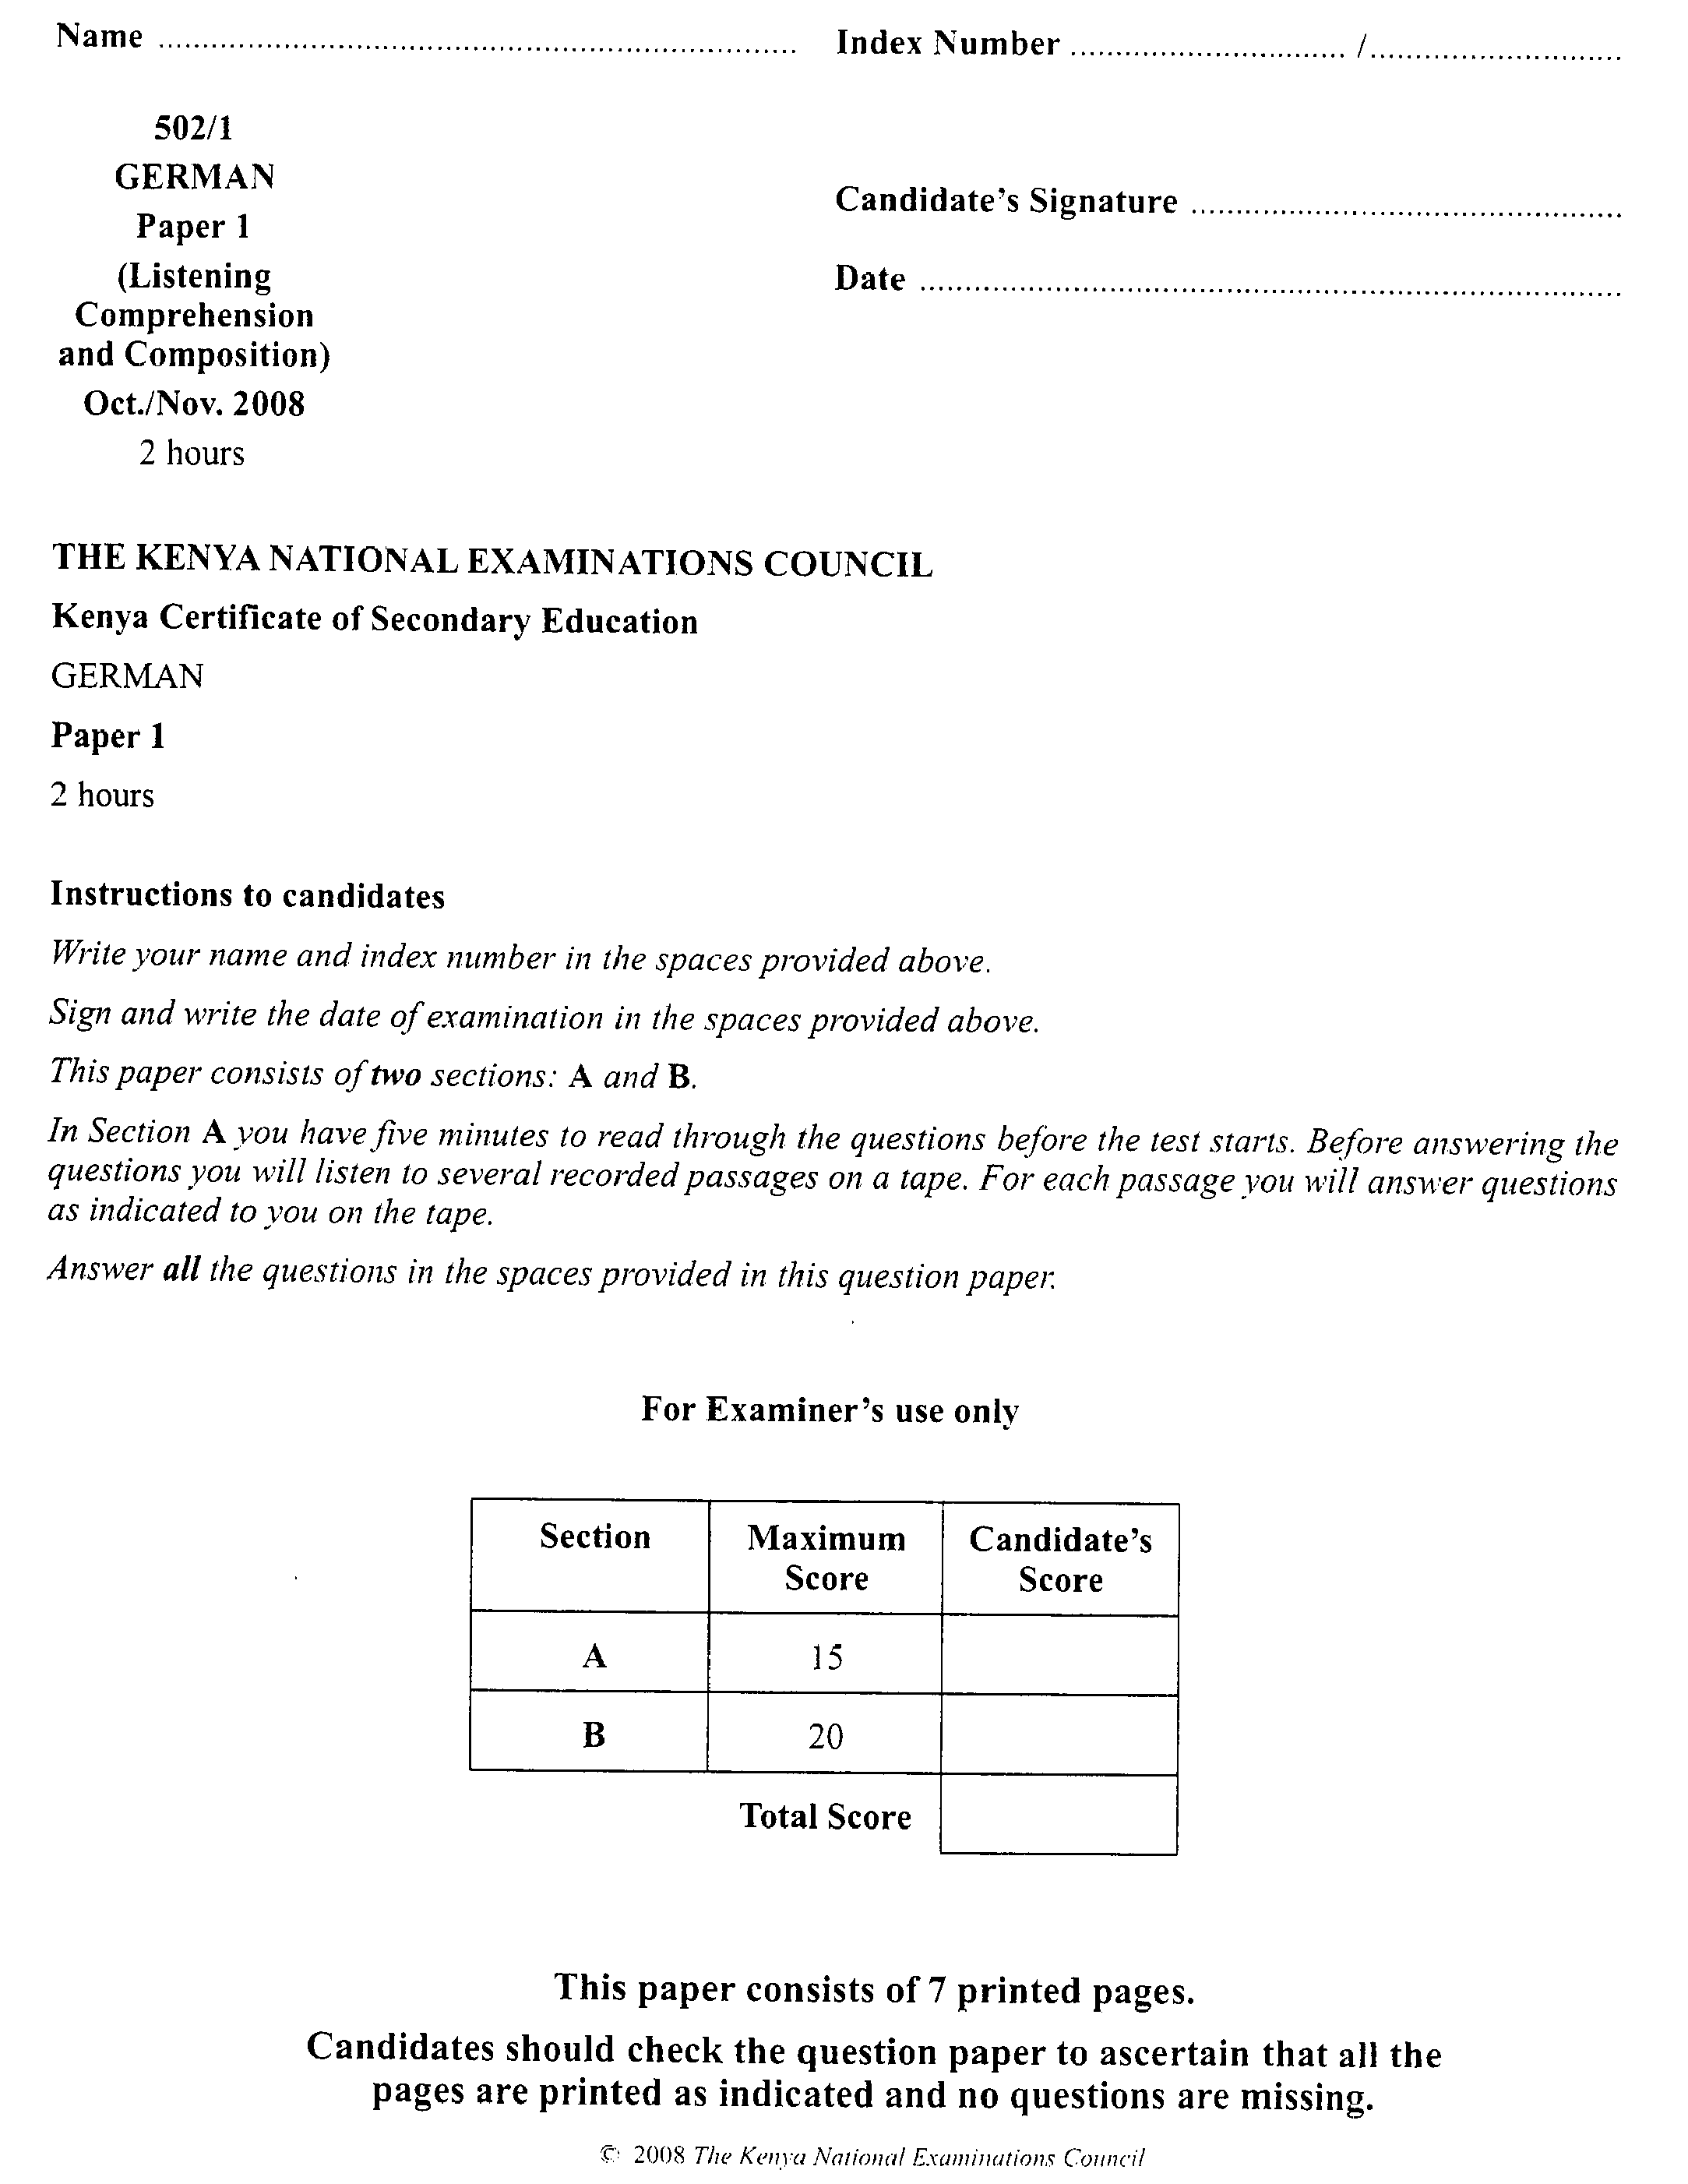 Name ........................................................................ Index Number .............................. /............................
502/1
GERMAN
Paper 1
(Listening
Comprehension
and Composition)
Oct./Nov. 2008
2 hours
Candidate's Signature ................................................
Date ..............................................................................
THE KENYA NATIONAL EXAMINATIONS COUNCIL
Kenya Certificate of Secondary Education
GERMAN
Paper 1
2 hours
Instructions to candidates
Write your name and index number in the spaces provided above.
Sign and write the date of examination in the spaces provided above.
This paper consists of two sections: A and B.
In Section A you have five minutes to read through the questions before the test starts. Before answering the
questions you will listen to several recorded passages on a tape. For each passage you will answer questions
as indicated to you on the tape.
Answer all the questions in the spaces provided in this question paper.
For Examiner's use only
Section Maximum Score Candidate's Score
A 15
B 20
Total Score
This paper consists of 7 printed pages.
Candidates should check the question paper to ascertain that all the
pages are printed as indicated and no questions are missing.
© 2008 The Kenya National Examinations Council